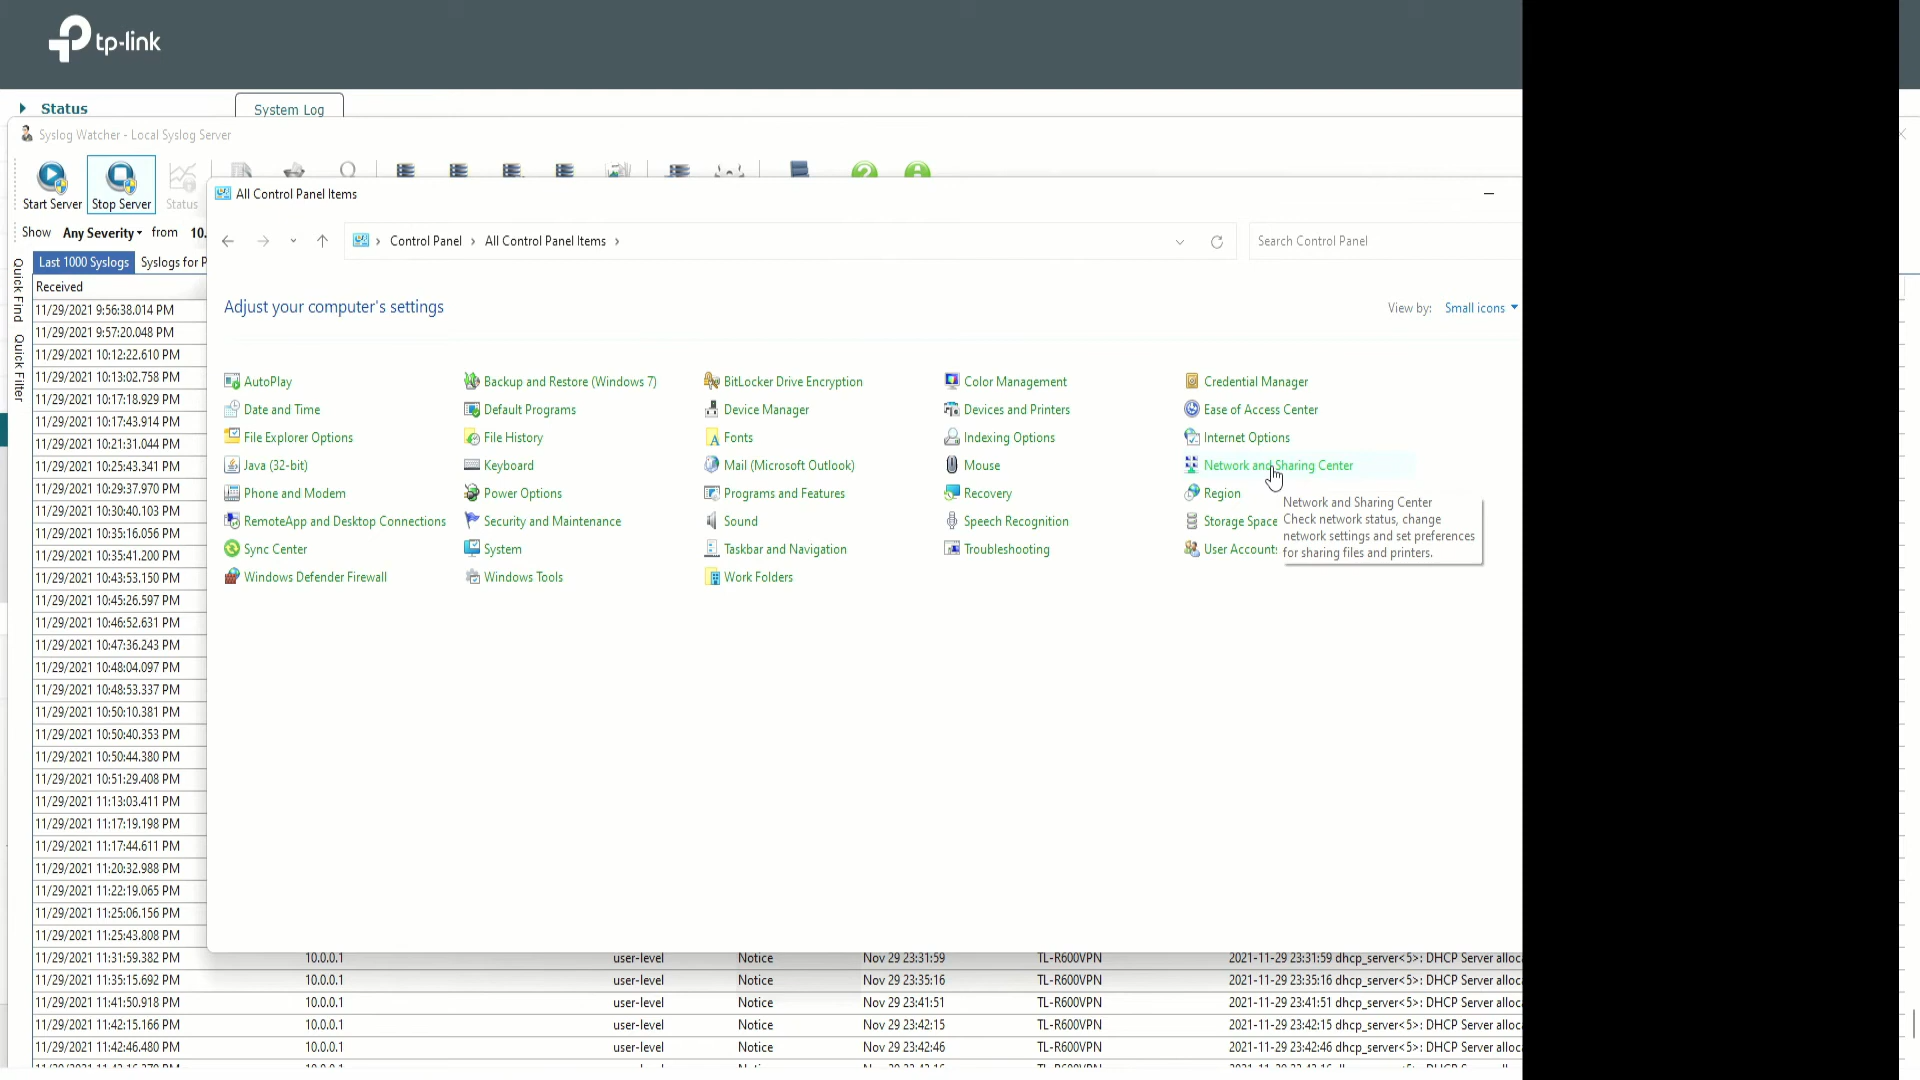 tp-link
Status
System Log
Syslog Watcher - Local Syslog Server
Start Server
Stop Server
Status
Show Any Severity from 10.
Last 1000 Syslogs Syslogs for P
Quick Find
Quick Filter
Received
11/29/2021 9:56:38.014 PM
11/29/2021 9:57:20.048 PM
11/29/2021 10:12:22.610 PM
11/29/2021 10:13:02.758 PM
11/29/2021 10:17:18.929 PM
11/29/2021 10:17:43.914 PM
11/29/2021 10:21:31.044 PM
11/29/2021 10:25:43.341 PM
11/29/2021 10:29:37.970 PM
11/29/2021 10:30:40.103 PM
11/29/2021 10:35:16.056 PM
11/29/2021 10:35:41.200 PM
11/29/2021 10:43:53.150 PM
11/29/2021 10:45:26.597 PM
11/29/2021 10:46:52.631 PM
11/29/2021 10:47:36.243 PM
11/29/2021 10:48:04.097 PM
11/29/2021 10:48:53.337 PM
11/29/2021 10:50:10.381 PM
11/29/2021 10:50:40.353 PM
11/29/2021 10:50:44.380 PM
11/29/2021 10:51:29.408 PM
11/29/2021 11:13:03.411 PM
11/29/2021 11:17:19.198 PM
11/29/2021 11:17:44.611 PM
11/29/2021 11:20:32.988 PM
11/29/2021 11:22:19.065 PM
11/29/2021 11:25:06.156 PM
11/29/2021 11:25:43.808 PM
All Control Panel Items
Control Panel > All Control Panel Items >
Search Control Panel
Adjust your computer's settings
View by: Small icons
AutoPlay
Backup and Restore (Windows 7)
BitLocker Drive Encryption
Color Management
Credential Manager
Date and Time
Default Programs
Device Manager
Devices and Printers
Ease of Access Center
File Explorer Options
File History
Fonts
Indexing Options
Internet Options
Java (32-bit)
Keyboard
Mail (Microsoft Outlook)
Mouse
Network and Sharing Center
Phone and Modem
Power Options
Programs and Features
Recovery
Region
RemoteApp and Desktop Connections
Security and Maintenance
Sound
Speech Recognition
Storage Space
Sync Center
System
Taskbar and Navigation
Troubleshooting
User Accounts
Windows Defender Firewall
Windows Tools
Work Folders
Network and Sharing Center
Check network status, change
network settings and set preferences
for sharing files and printers.
11/29/2021 11:31:59.382 PM 10.0.0.1 user-level Notice Nov 29 23:31:59 TL-R600VPN 2021-11-29 23:31:59 dhcp_server<5>: DHCP Server alloc
11/29/2021 11:35:15.692 PM 10.0.0.1 user-level Notice Nov 29 23:35:16 TL-R600VPN 2021-11-29 23:35:16 dhcp_server<5>: DHCP Server alloc
11/29/2021 11:41:50.918 PM 10.0.0.1 user-level Notice Nov 29 23:41:51 TL-R600VPN 2021-11-29 23:41:51 dhcp_server<5>: DHCP Server alloc
11/29/2021 11:42:15.166 PM 10.0.0.1 user-level Notice Nov 29 23:42:15 TL-R600VPN 2021-11-29 23:42:15 dhcp_server<5>: DHCP Server alloc
11/29/2021 11:42:46.480 PM 10.0.0.1 user-level Notice Nov 29 23:42:46 TL-R600VPN 2021-11-29 23:42:46 dhcp_server<5>: DHCP Server alloc